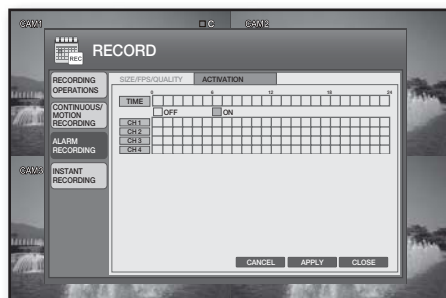 CAM1
C
CAM2
REC
RECORD
RECORDING
OPERATIONS
CONTINUOUS/
MOTION
RECORDING
ALARM
RECORDING
INSTANT
RECORDING
SIZE/FPS/QUALITY
ACTIVATION
0 6 12 18 24
TIME
OFF ON
CH 1
CH 2
CH 3
CH 4
CAM3
CANCEL APPLY CLOSE